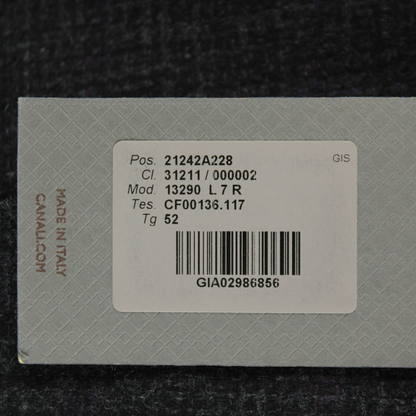 Pos. 21242A228 GIS
Cl. 31211 / 000002
Mod. 13290 L 7 R
Tes. CF00136.117
Tg 52
GIA02986856
MADE IN ITALY
CANALI.COM